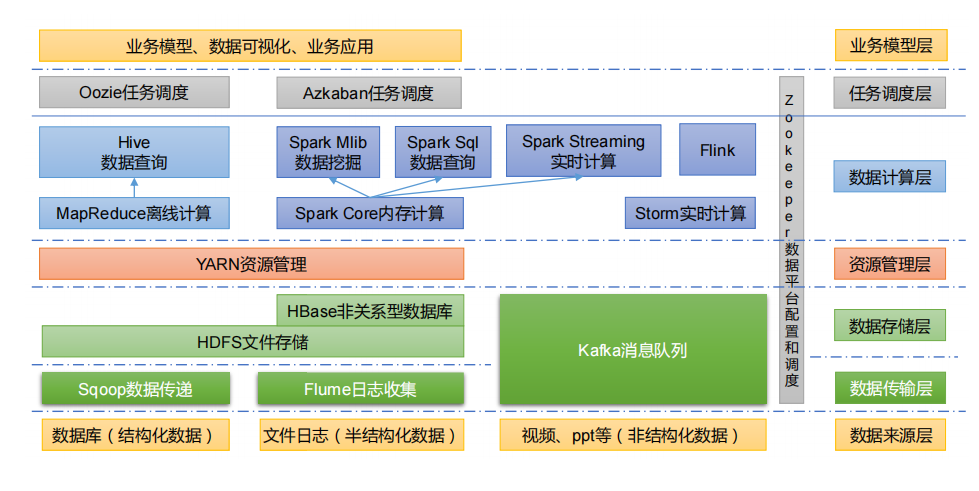 业务模型、数据可视化、业务应用
业务模型层
Oozie任务调度
Azkaban任务调度
任务调度层
Hive
数据查询
Spark Mlib
数据挖掘
Spark Sql
数据查询
Spark Streaming
实时计算
Flink
数据计算层
MapReduce离线计算
Spark Core内存计算
Storm实时计算
Zoookeeper数据平台配置和调度
YARN资源管理
资源管理层
HBase非关系型数据库
HDFS文件存储
Kafka消息队列
数据存储层
Sqoop数据传递
Flume日志收集
数据传输层
数据库（结构化数据）
文件日志（半结构化数据）
视频、ppt等（非结构化数据）
数据来源层